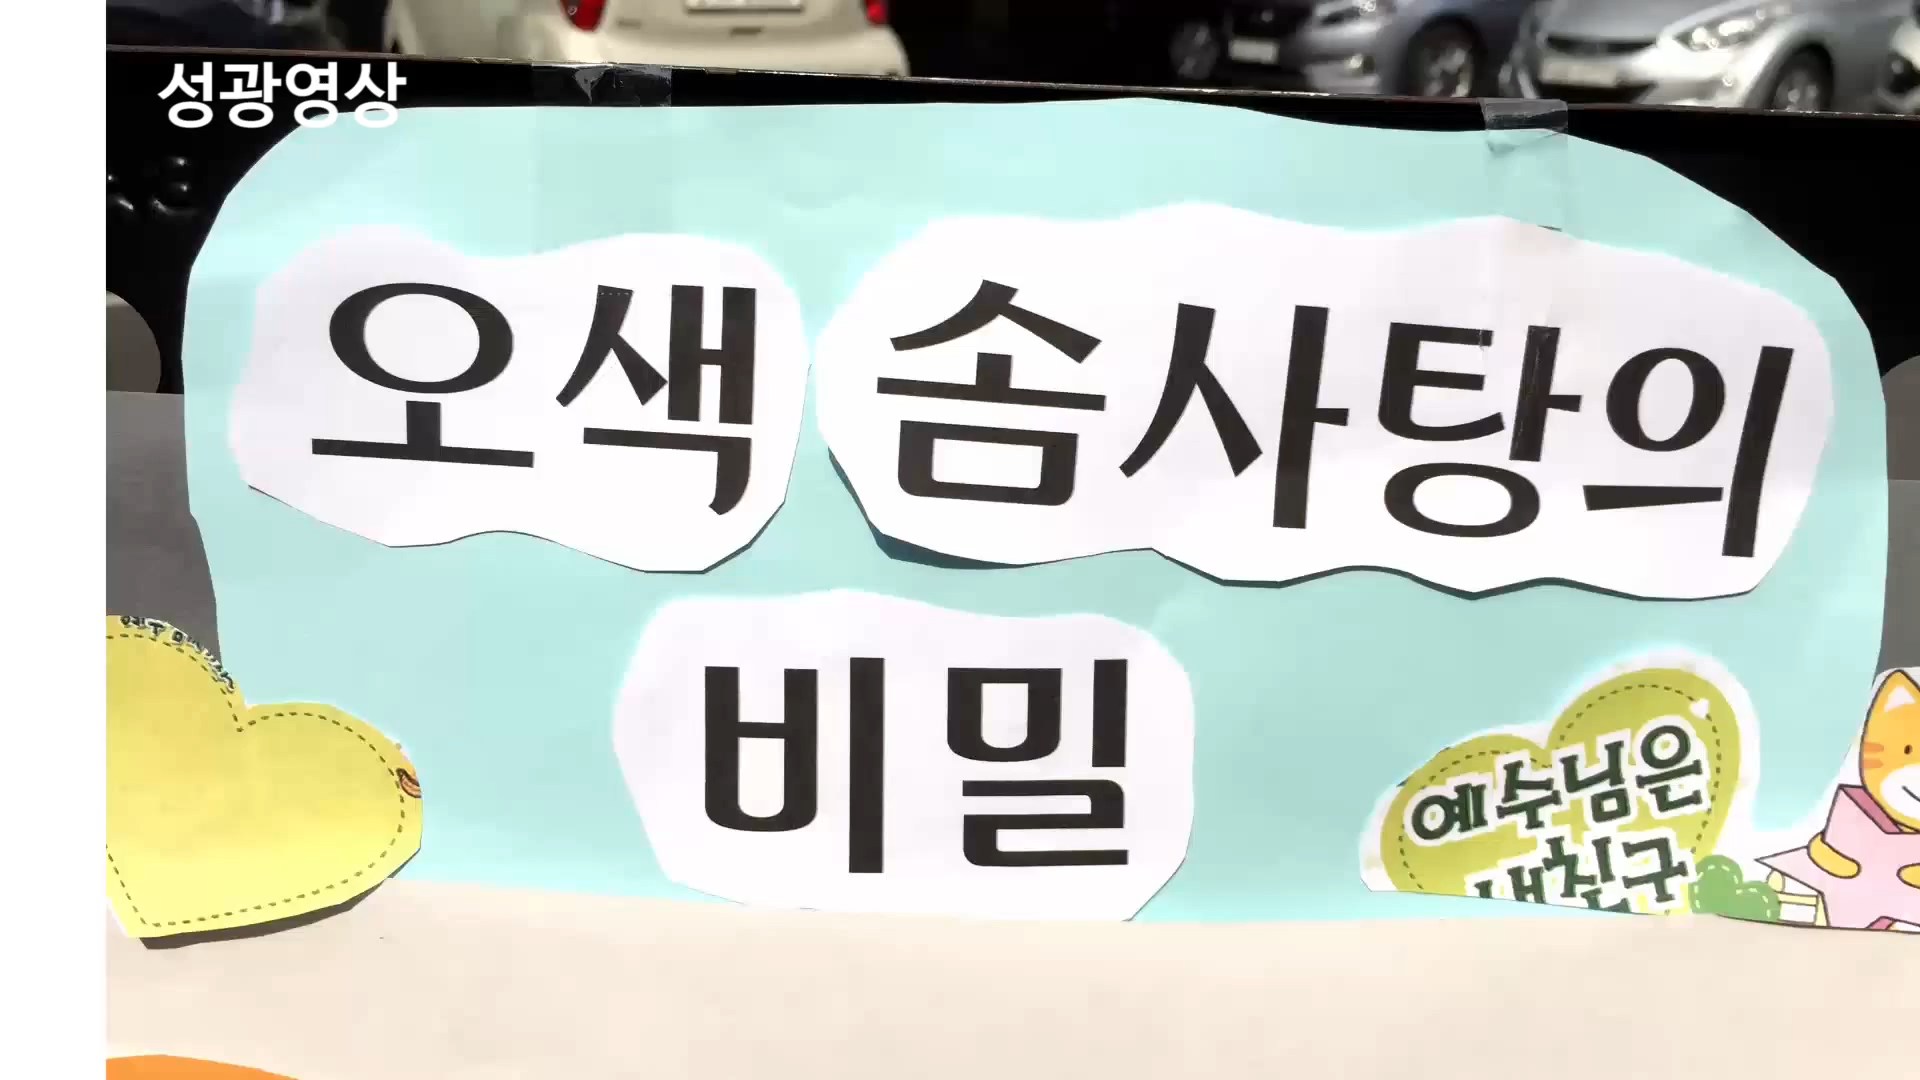 성광영상
오색 솜사탕의
비밀
예수님은
내친구